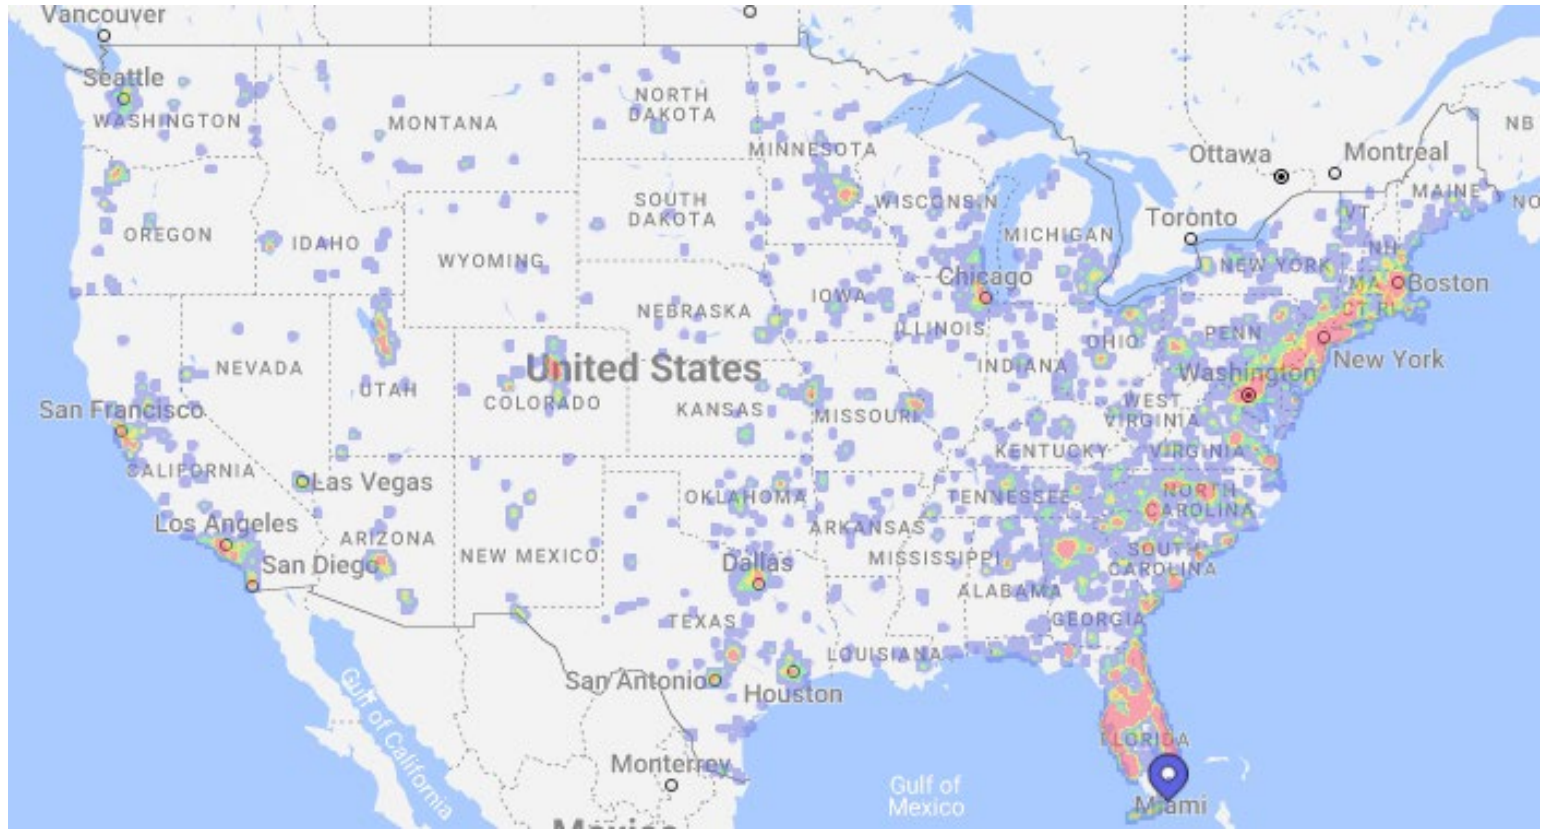 Vancouver
Seattle
WASHINGTON
MONTANA
NORTH
DAKOTA
MINNESOTA
Ottawa
Montreal
NB
MAINE
NO
VT
NH
OREGON
IDAHO
SOUTH
DAKOTA
WISCONSIN
MICHIGAN
Toronto
NEW YORK
WYOMING
Chicago
MA
Boston
CT RI
NEBRASKA
IOWA
ILLINOIS
OHIO
PENN
New York
NEVADA
United States
INDIANA
Washington
UTAH
COLORADO
KANSAS
MISSOURI
WEST
VIRGINIA
San Francisco
KENTUCKY
VIRGINIA
CALIFORNIA
Las Vegas
OKLAHOMA
TENNESSEE
NORTH
CAROLINA
Los Angeles
ARIZONA
NEW MEXICO
ARKANSAS
MISSISSIPPI
SOUTH
CAROLINA
San Diego
Dallas
ALABAMA
GEORGIA
TEXAS
LOUISIANA
San Antonio
Houston
Gulf of California
FLORIDA
Monterrey
Gulf of
Mexico
Miami
Mexico